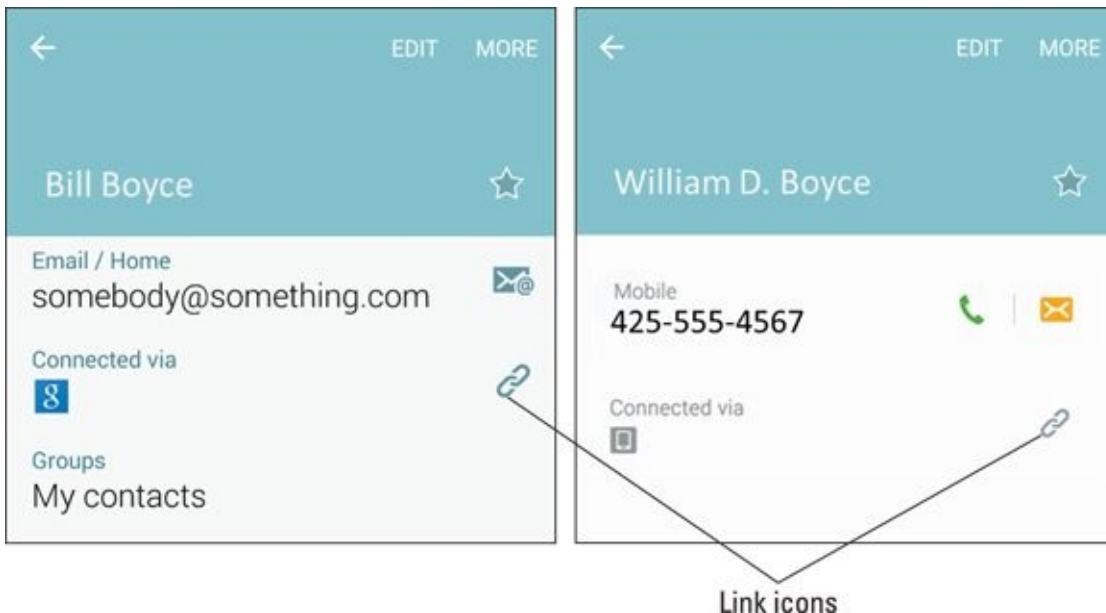 EDIT MORE
Bill Boyce
Email / Home
somebody@something.com
Connected via
8
Groups
My contacts
EDIT MORE
William D. Boyce
Mobile
425-555-4567
Connected via
Link icons